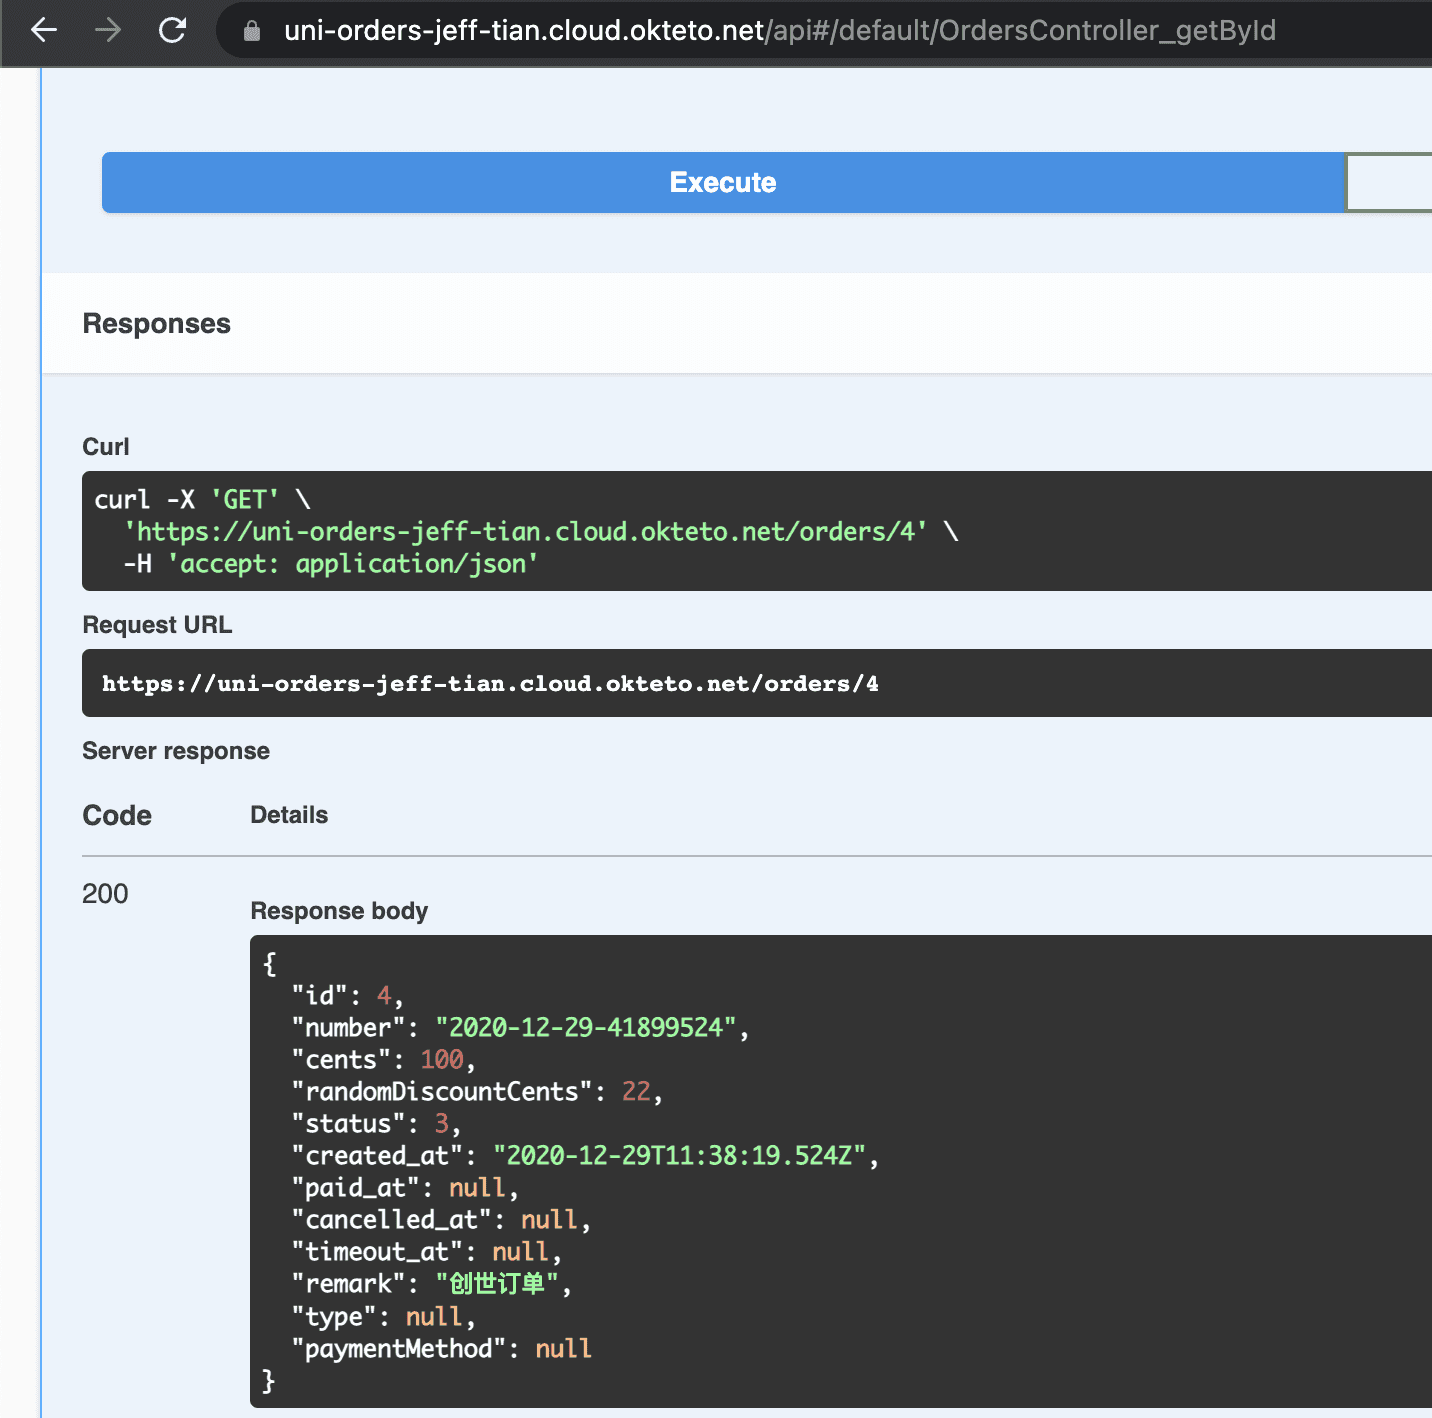 uni-orders-jeff-tian.cloud.okteto.net/api#/default/OrdersController_getById
Execute
Responses
Curl
curl -X 'GET' \
  'https://uni-orders-jeff-tian.cloud.okteto.net/orders/4' \
  -H 'accept: application/json'
Request URL
https://uni-orders-jeff-tian.cloud.okteto.net/orders/4
Server response
Code Details
200
Response body
{
  "id": 4,
  "number": "2020-12-29-41899524",
  "cents": 100,
  "randomDiscountCents": 22,
  "status": 3,
  "created_at": "2020-12-29T11:38:19.524Z",
  "paid_at": null,
  "cancelled_at": null,
  "timeout_at": null,
  "remark": "创世订单",
  "type": null,
  "paymentMethod": null
}